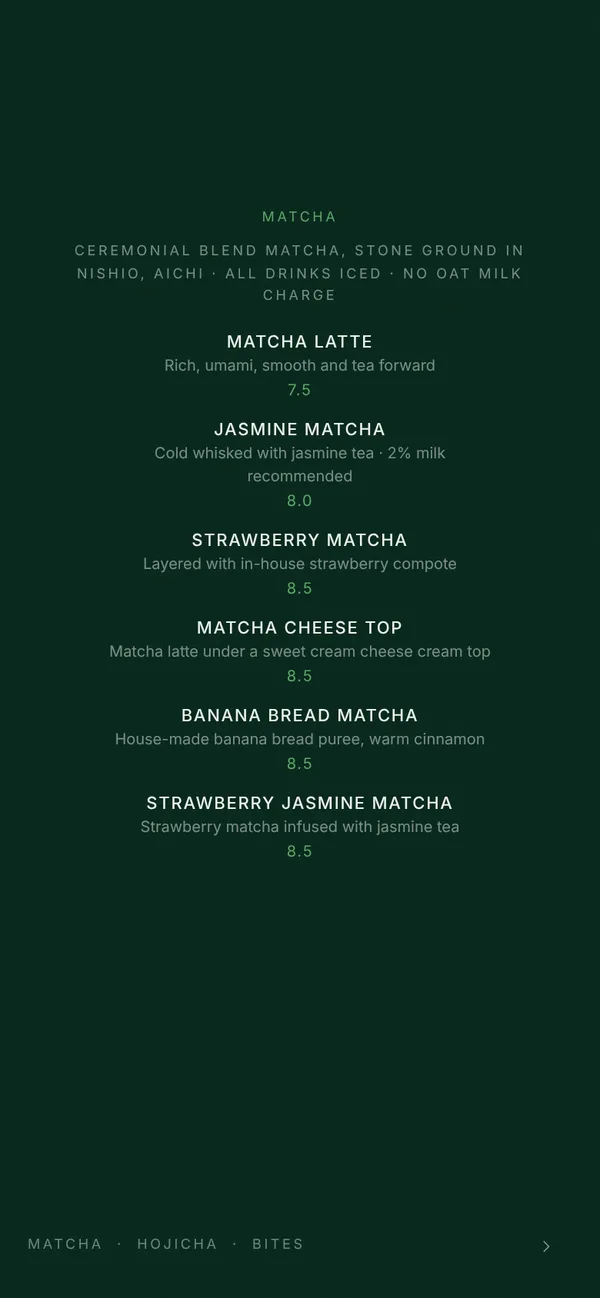 MATCHA
CEREMONIAL BLEND MATCHA, STONE GROUND IN
NISHIO, AICHI · ALL DRINKS ICED · NO OAT MILK
CHARGE
MATCHA LATTE
Rich, umami, smooth and tea forward
7.5
JASMINE MATCHA
Cold whisked with jasmine tea · 2% milk
recommended
8.0
STRAWBERRY MATCHA
Layered with in-house strawberry compote
8.5
MATCHA CHEESE TOP
Matcha latte under a sweet cream cheese cream top
8.5
BANANA BREAD MATCHA
House-made banana bread puree, warm cinnamon
8.5
STRAWBERRY JASMINE MATCHA
Strawberry matcha infused with jasmine tea
8.5
MATCHA · HOJICHA · BITES